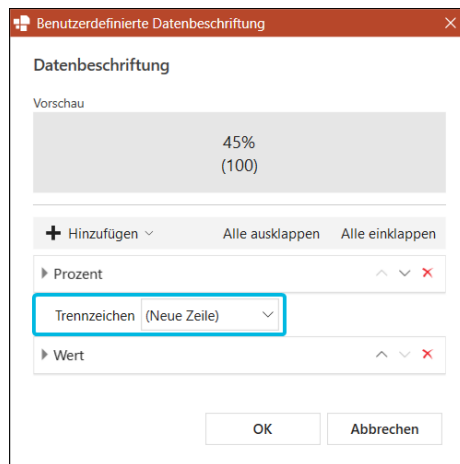 Benutzerdefinierte Datenbeschriftung
Datenbeschriftung
Vorschau
45%
(100)
Hinzufügen Alle ausklappen Alle einklappen
Prozent
Trennzeichen (Neue Zeile)
Wert
OK Abbrechen